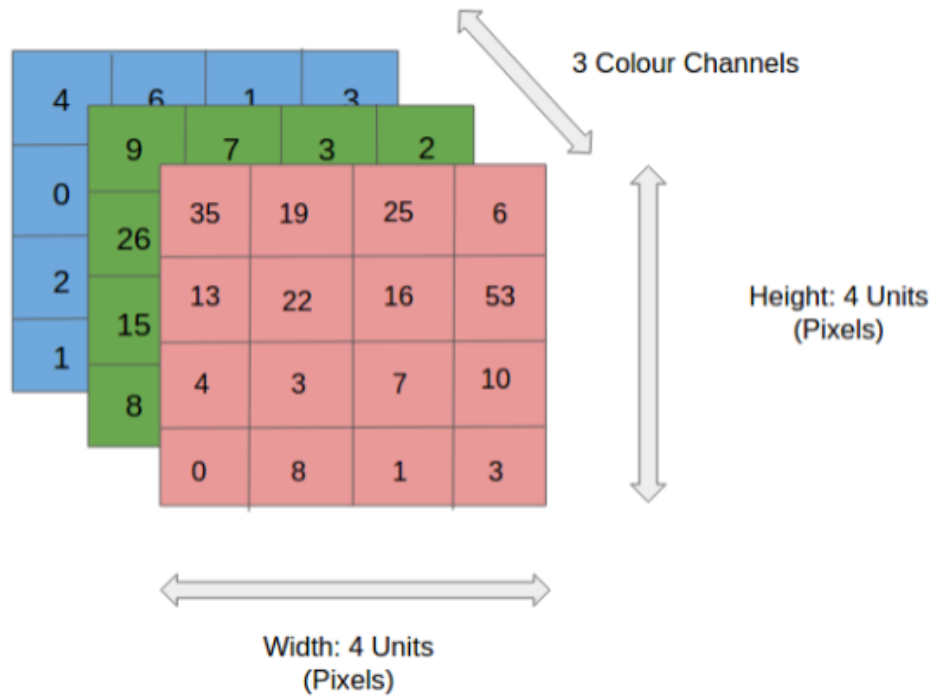 3 Colour Channels
4 6 1 3
9 7 3 2
0
35 19 25 6
26
2
13 22 16 53
Height: 4 Units
(Pixels)
15
1
4 3 7 10
8
0 8 1 3
Width: 4 Units
(Pixels)